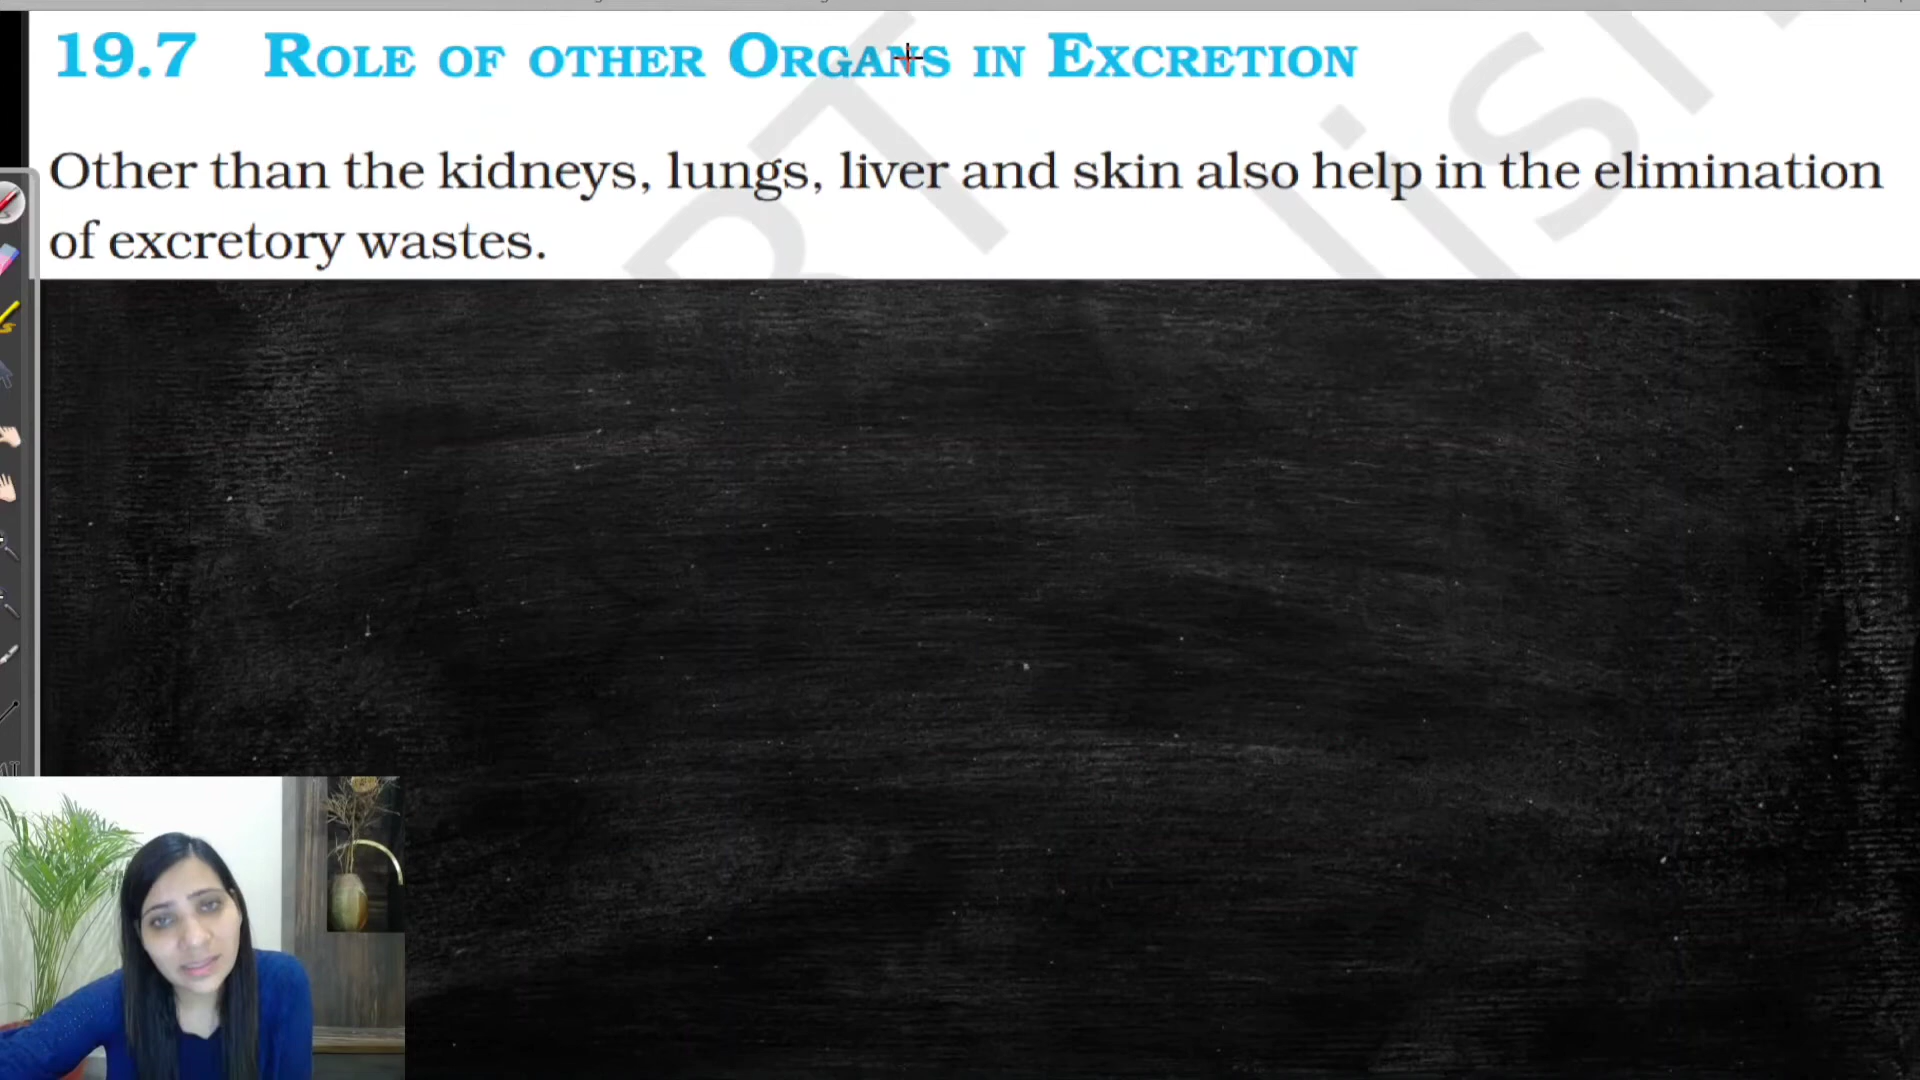 19.7 ROLE OF OTHER ORGANS IN EXCRETION
Other than the kidneys, lungs, liver and skin also help in the elimination
of excretory wastes.